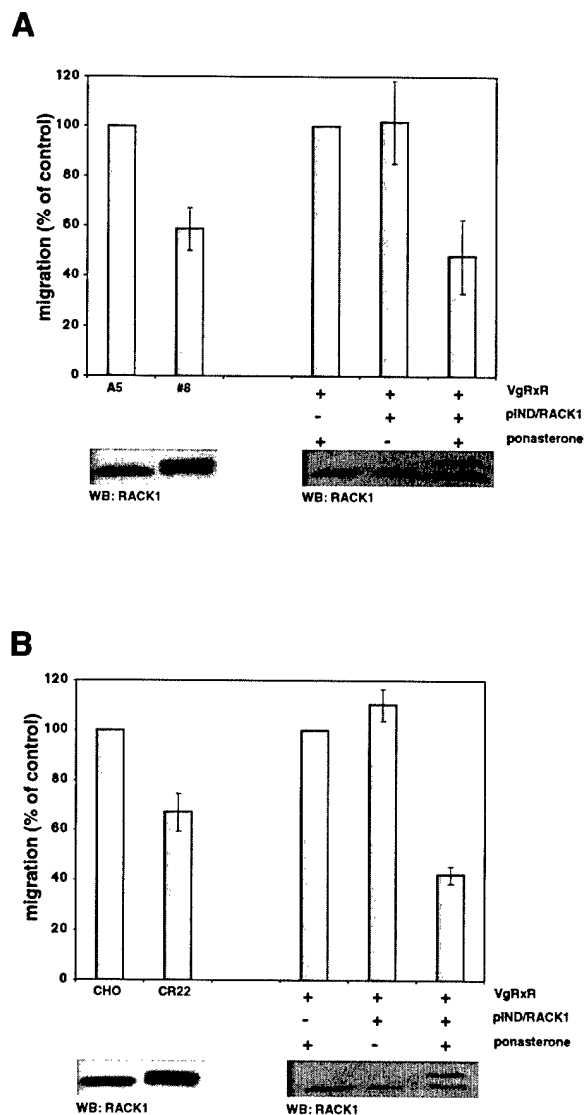 A
120
100
80
60
40
20
0
migration (% of control)
A5 #8
+ + + VgRxR
- + + pIND/RACK1
+ - + ponasterone
WB: RACK1 WB: RACK1
B
120
100
80
60
40
20
0
migration (% of control)
CHO CR22
+ + + VgRxR
- + + pIND/RACK1
+ - + ponasterone
WB: RACK1 WB: RACK1